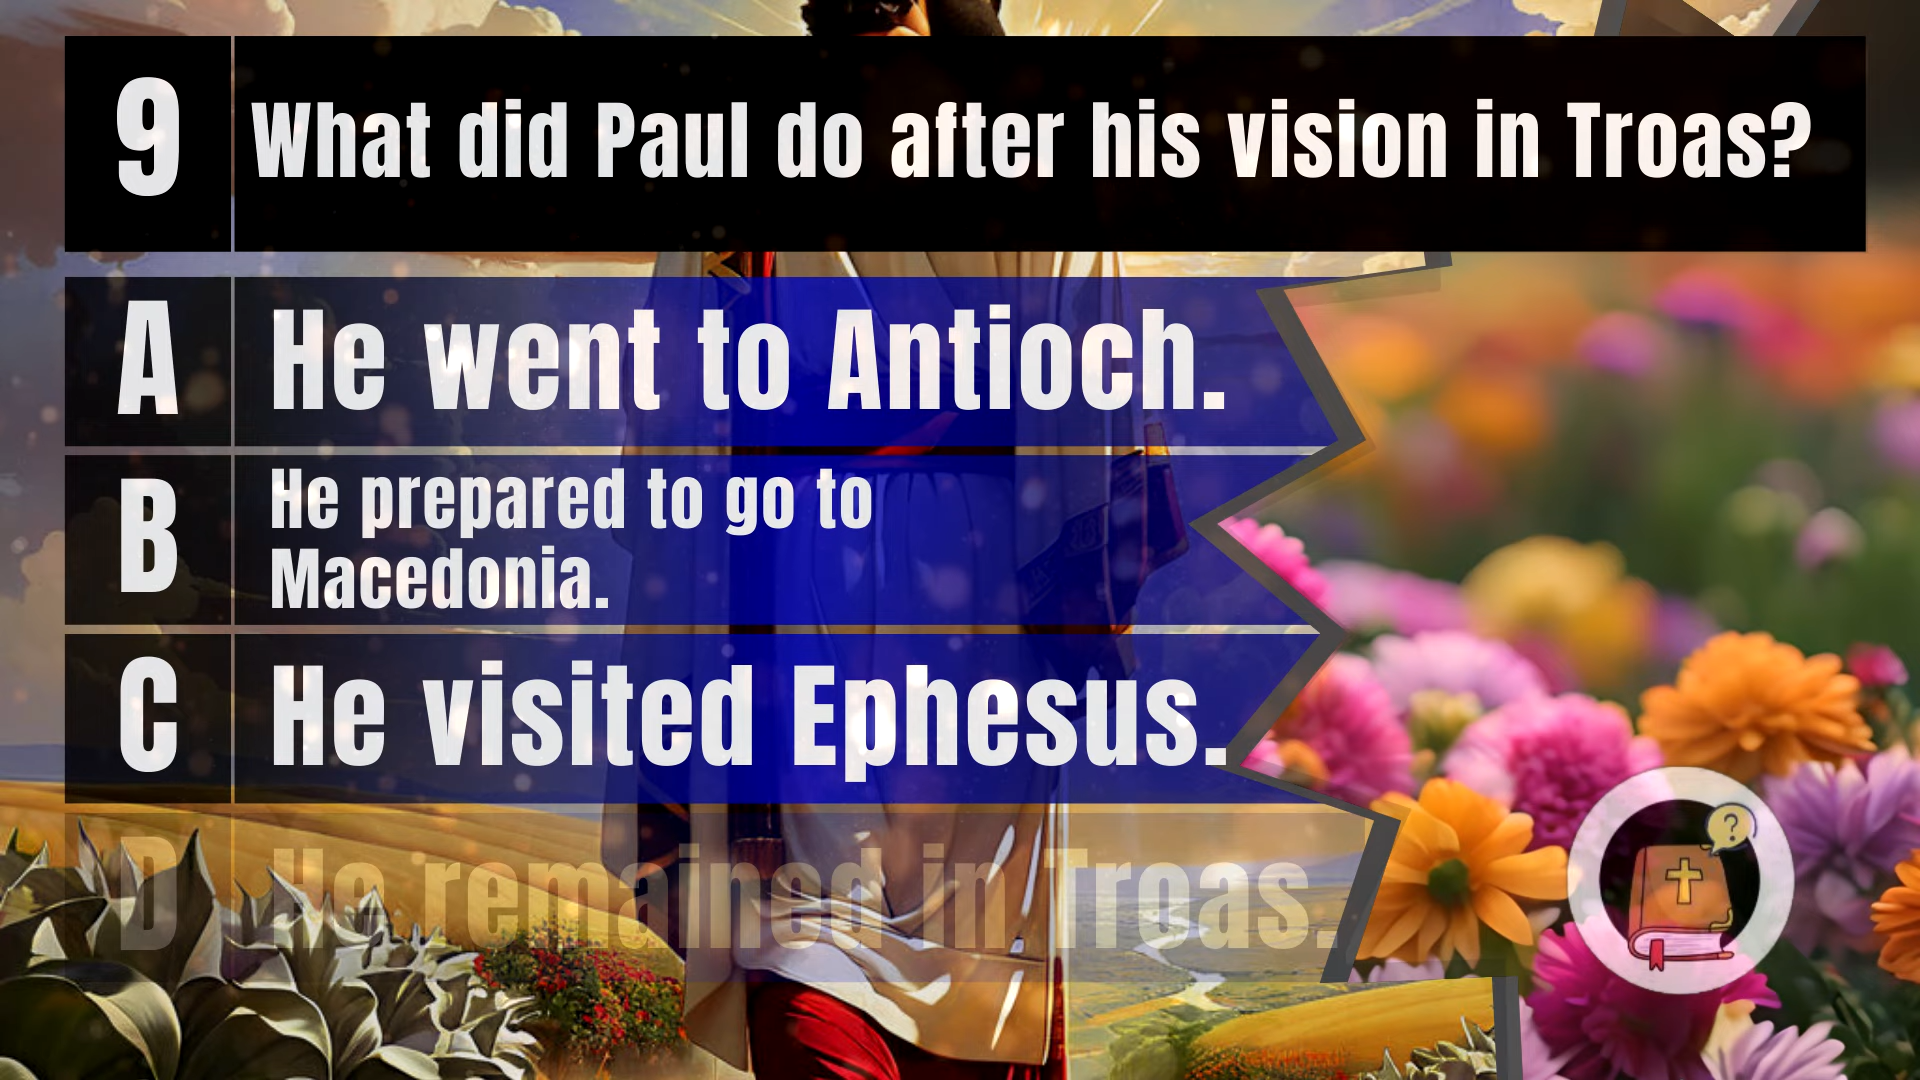 9 What did Paul do after his vision in Troas?
A He went to Antioch.
B He prepared to go to
Macedonia.
C He visited Ephesus.
D He remained in Troas.
?